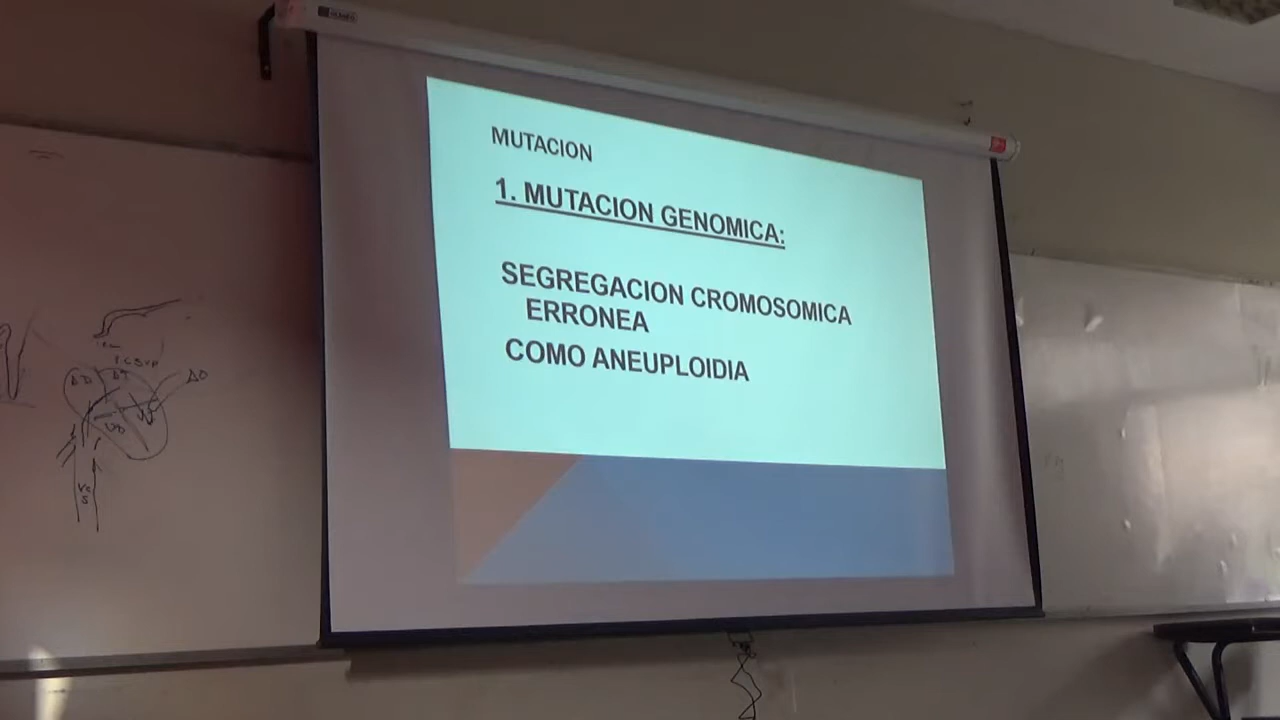 MUTACION
1. MUTACION GENOMICA:
SEGREGACION CROMOSOMICA
ERRONEA
COMO ANEUPLOIDIA